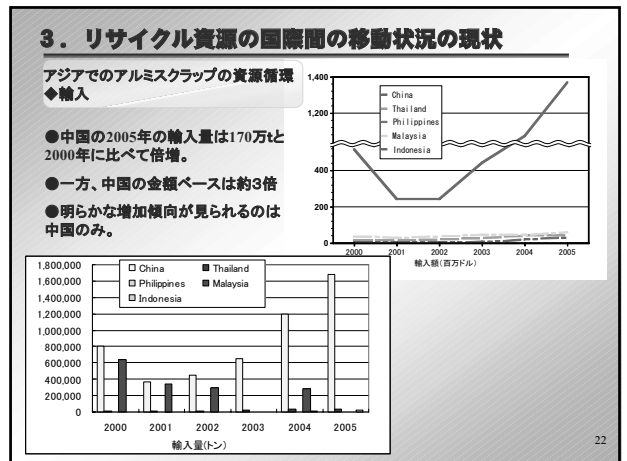 3．リサイクル資源の国際間の移動状況の現状
アジアでのアルミスクラップの資源循環
◆輸入
●中国の2005年の輸入量は170万tと
2000年に比べて倍増。
●一方、中国の金額ベースは約3倍
●明らかな増加傾向が見られるのは
中国のみ。
1,400
1,200
400
200
0
China
Thailand
Philippines
Malaysia
Indonesia
2000 2001 2002 2003 2004 2005
輸入額(百万ドル)
1,800,000
1,600,000
1,400,000
1,200,000
1,000,000
800,000
600,000
400,000
200,000
0
China Thailand
Philippines Malaysia
Indonesia
2000 2001 2002 2003 2004 2005
輸入量(トン)
22